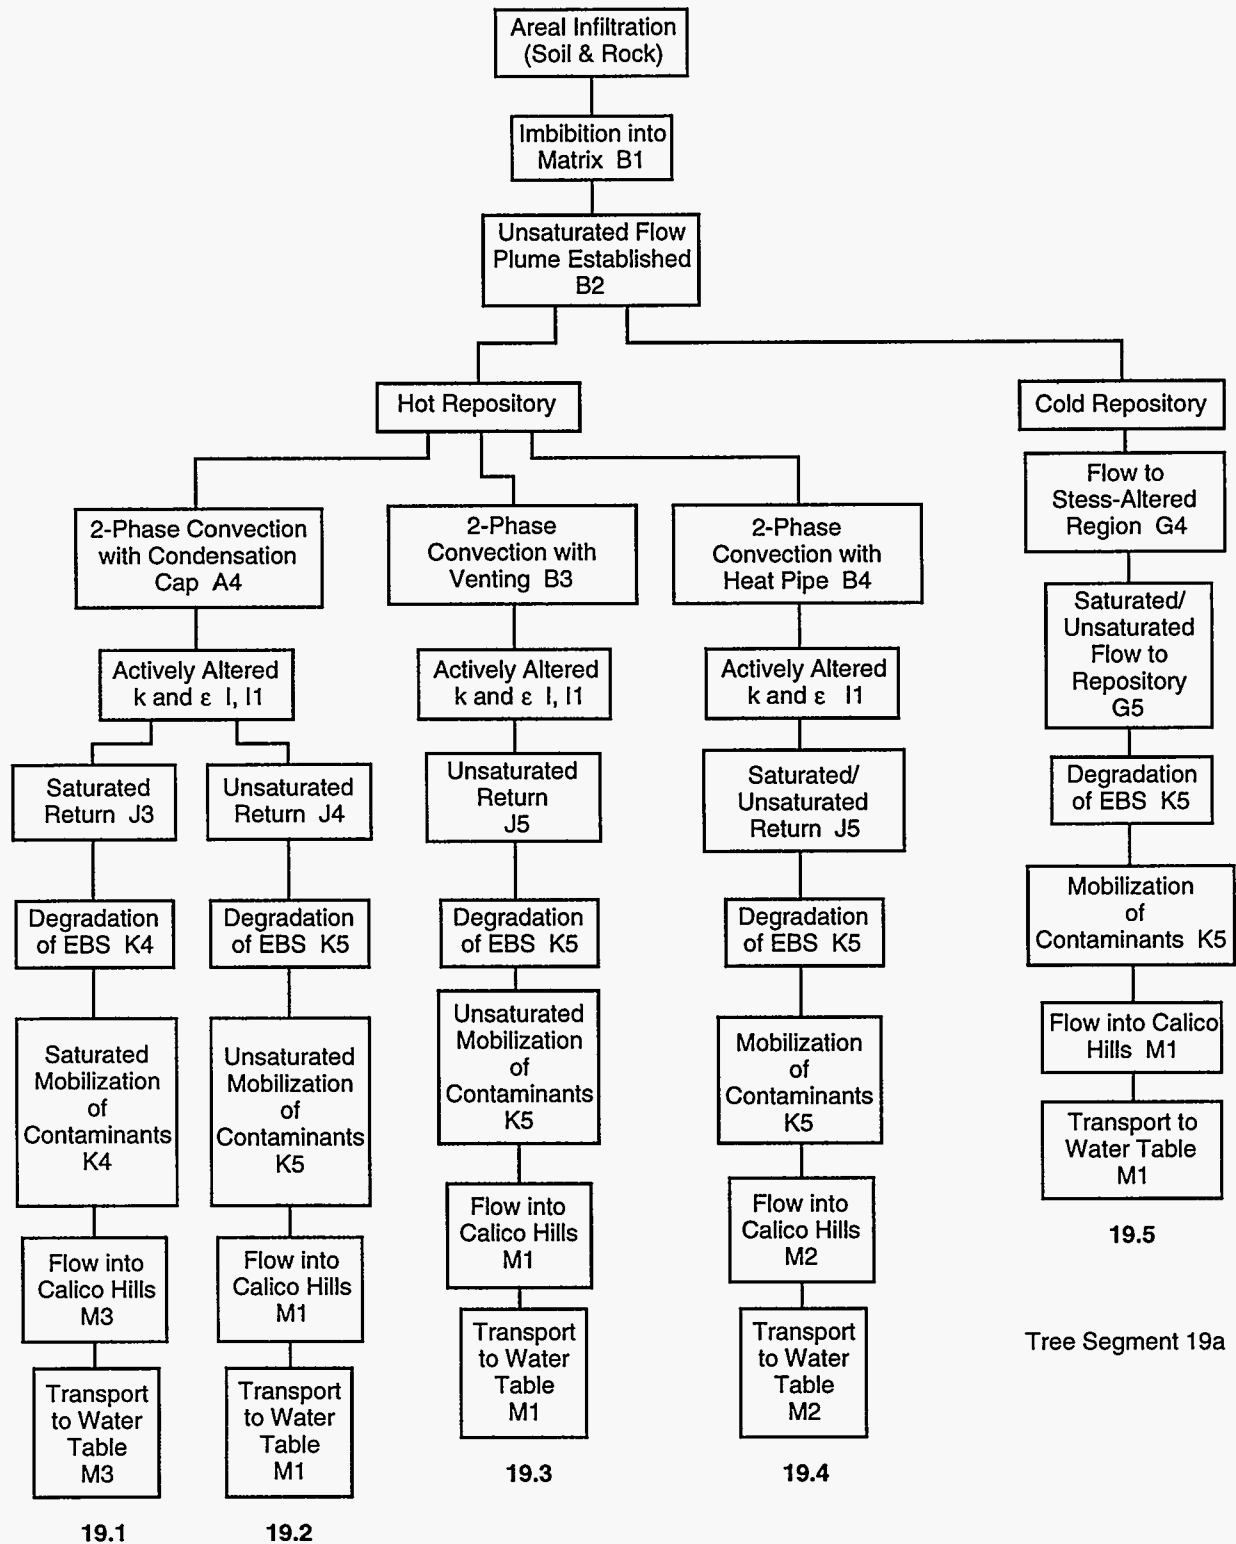 Areal Infiltration
(Soil & Rock)
Imbibition into
Matrix B1
Unsaturated Flow
Plume Established
B2
Hot Repository
Cold Repository
2-Phase Convection
with Condensation
Cap A4
Actively Altered
k and ε I, I1
Saturated
Return J3
Degradation
of EBS K4
Saturated
Mobilization
of
Contaminants
K4
Flow into
Calico Hills
M3
Transport
to Water
Table
M3
19.1
Unsaturated
Return J4
Degradation
of EBS K5
Unsaturated
Mobilization
of
Contaminants
K5
Flow into
Calico Hills
M1
Transport
to Water
Table
M1
19.2
2-Phase
Convection with
Venting B3
Actively Altered
k and ε I, I1
Unsaturated
Return
J5
Degradation
of EBS K5
Unsaturated
Mobilization
of
Contaminants
K5
Flow into
Calico Hills
M1
Transport
to Water
Table
M1
19.3
2-Phase
Convection with
Heat Pipe B4
Actively Altered
k and ε I1
Saturated/
Unsaturated
Return J5
Degradation
of EBS K5
Mobilization
of
Contaminants
K5
Flow into
Calico Hills
M2
Transport
to Water
Table
M2
19.4
Flow to
Stess-Altered
Region G4
Saturated/
Unsaturated
Flow to
Repository
G5
Degradation
of EBS K5
Mobilization
of
Contaminants K5
Flow into Calico
Hills M1
Transport to
Water Table
M1
19.5
Tree Segment 19a